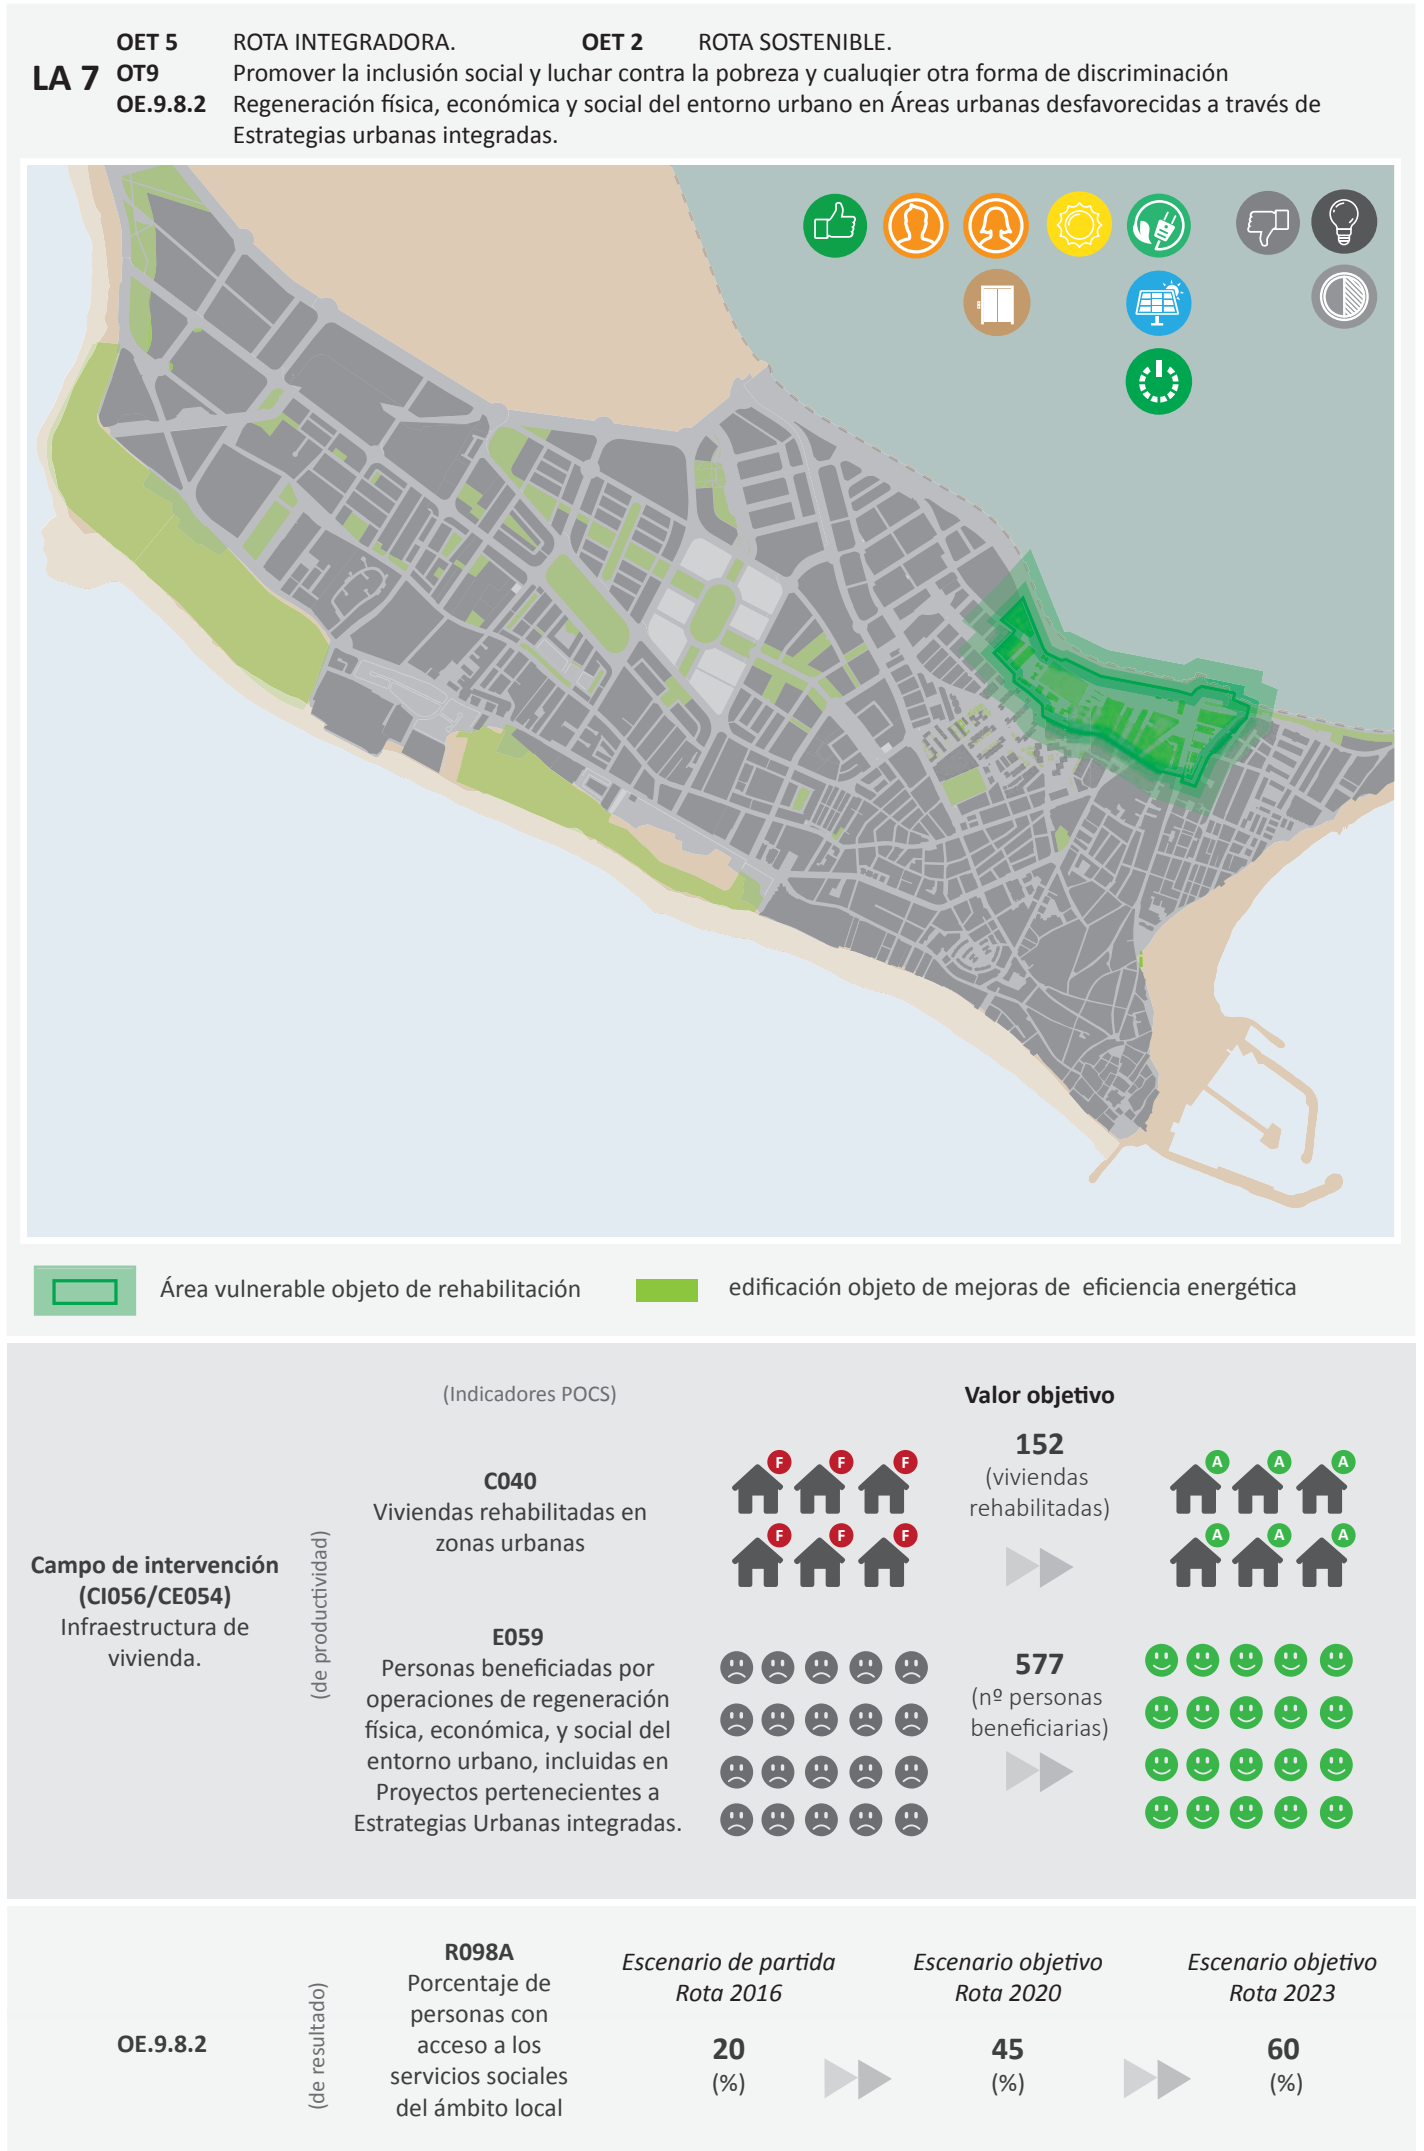 LA 7
OET 5 ROTA INTEGRADORA. OET 2 ROTA SOSTENIBLE.
OT9 Promover la inclusión social y luchar contra la pobreza y cualuqier otra forma de discriminación
OE.9.8.2 Regeneración física, económica y social del entorno urbano en Áreas urbanas desfavorecidas a través de
Estrategias urbanas integradas.
Área vulnerable objeto de rehabilitación
edificación objeto de mejoras de eficiencia energética
(Indicadores POCS)
Valor objetivo
Campo de intervención
(CI056/CE054)
Infraestructura de
vivienda.
(de productividad)
C040
Viviendas rehabilitadas en
zonas urbanas
F F F
F F F
152
(viviendas
rehabilitadas)
A A A
A A A
E059
Personas beneficiadas por
operaciones de regeneración
física, económica, y social del
entorno urbano, incluidas en
Proyectos pertenecientes a
Estrategias Urbanas integradas.
577
(nº personas
beneficiarias)
OE.9.8.2
(de resultado)
R098A
Porcentaje de
personas con
acceso a los
servicios sociales
del ámbito local
Escenario de partida
Rota 2016
20
(%)
Escenario objetivo
Rota 2020
45
(%)
Escenario objetivo
Rota 2023
60
(%)